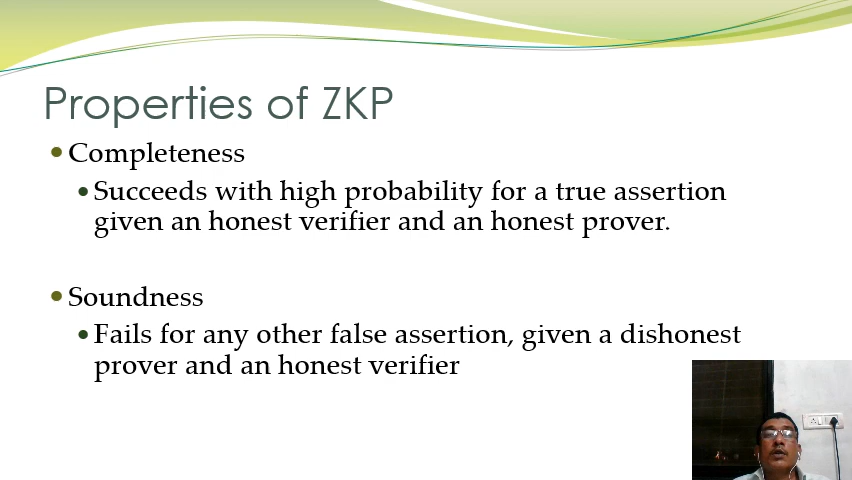 Properties of ZKP
• Completeness
• Succeeds with high probability for a true assertion
given an honest verifier and an honest prover.
• Soundness
• Fails for any other false assertion, given a dishonest
prover and an honest verifier